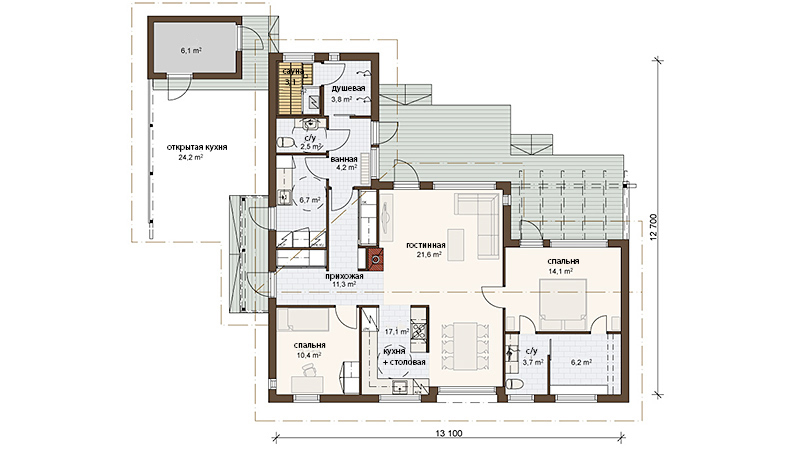 6,1 m²
сауна
3,1
душевая
3,8 m²
открытая кухня
24,2 m²
с/у
2,5 m²
ванная
4,2 m²
6,7 m²
гостинная
21,6 m²
спальня
14,1 m²
прихожая
11,3 m²
17,1 m²
кухня
+ столовая
спальня
10,4 m²
с/у
3,7 m²
6,2 m²
12 700
13 100